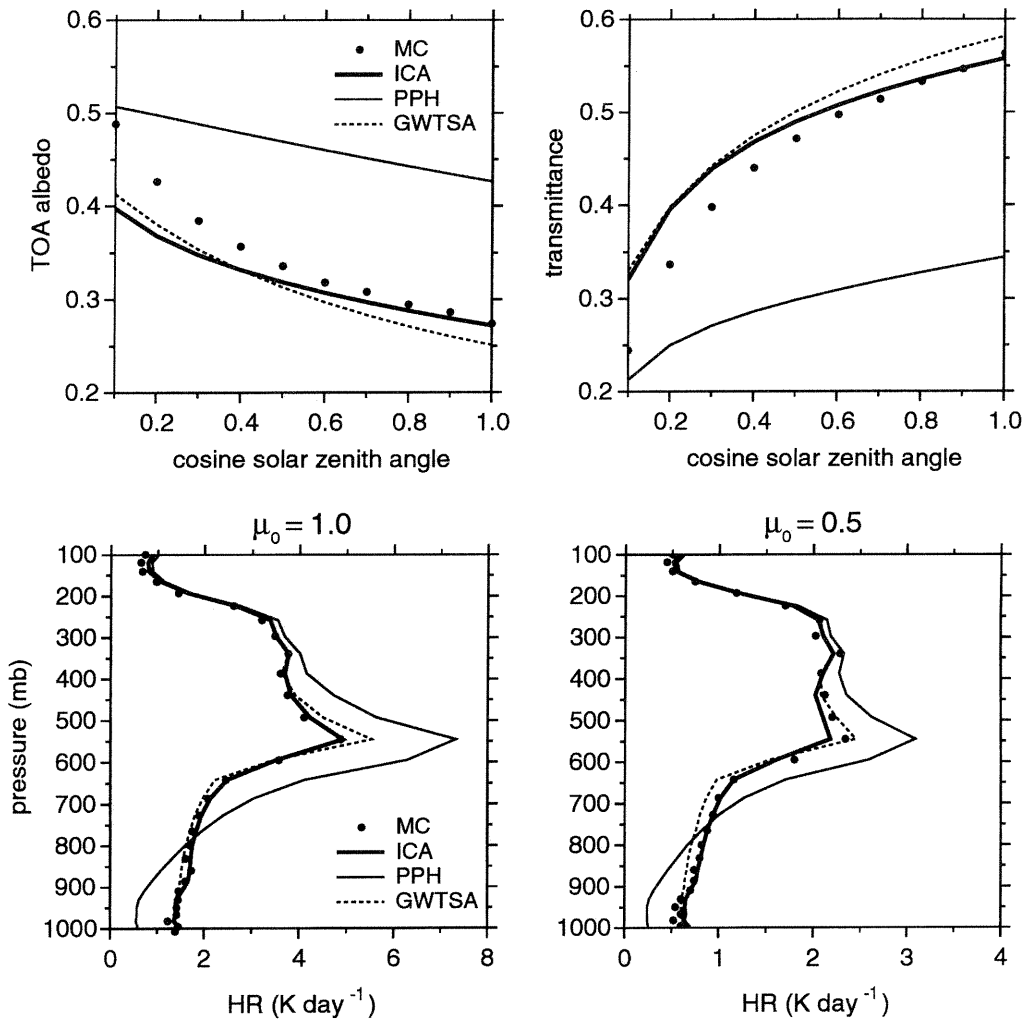 0.6
0.5
0.4
0.3
0.2
TOA albedo
MC
ICA
PPH
GWTSA
0.2 0.4 0.6 0.8 1.0
cosine solar zenith angle
0.6
0.5
0.4
0.3
0.2
transmittance
0.2 0.4 0.6 0.8 1.0
cosine solar zenith angle
μo = 1.0
100
200
300
400
500
600
700
800
900
1000
pressure (mb)
MC
ICA
PPH
GWTSA
0 2 4 6 8
HR (K day -1)
μo = 0.5
100
200
300
400
500
600
700
800
900
1000
0 1 2 3 4
HR (K day -1)